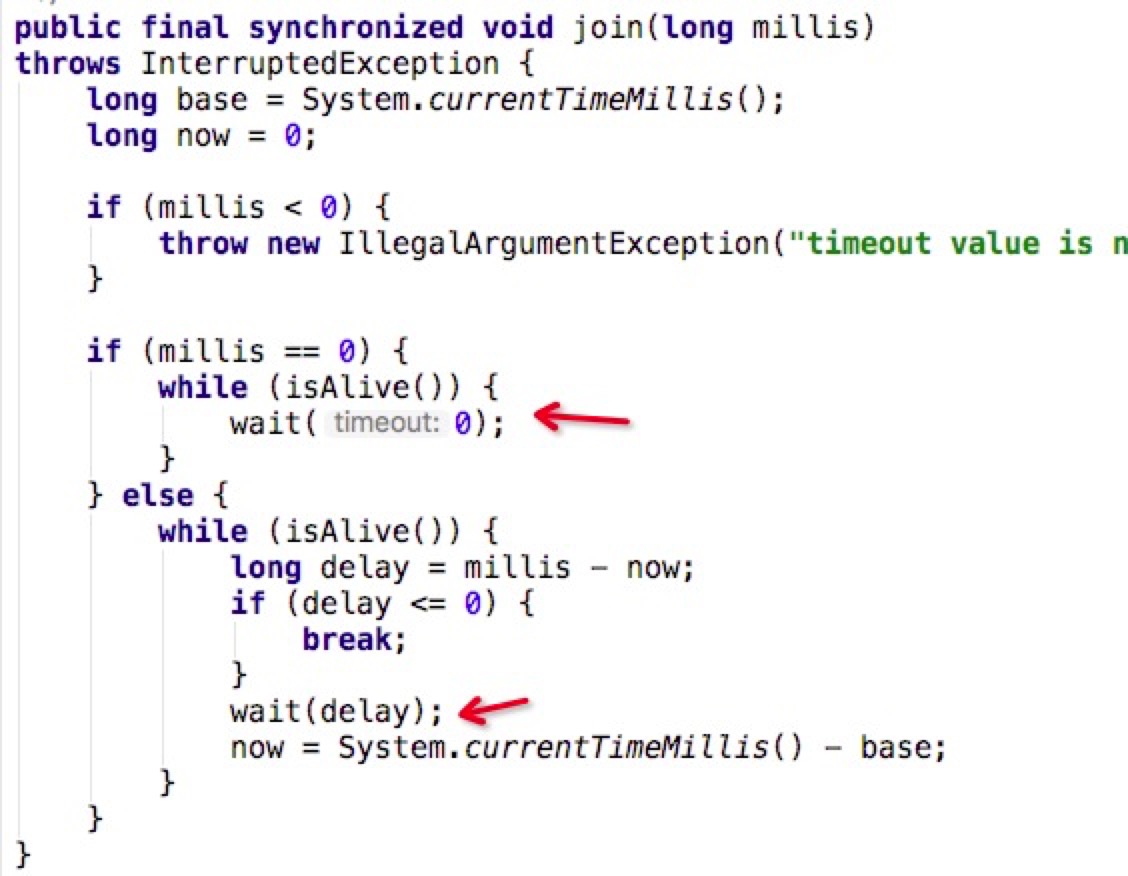 public final synchronized void join(long millis)
throws InterruptedException {
    long base = System.currentTimeMillis();
    long now = 0;

    if (millis < 0) {
        throw new IllegalArgumentException("timeout value is n
    }

    if (millis == 0) {
        while (isAlive()) {
            wait( timeout: 0);
        }
    } else {
        while (isAlive()) {
            long delay = millis - now;
            if (delay <= 0) {
                break;
            }
            wait(delay);
            now = System.currentTimeMillis() - base;
        }
    }
}